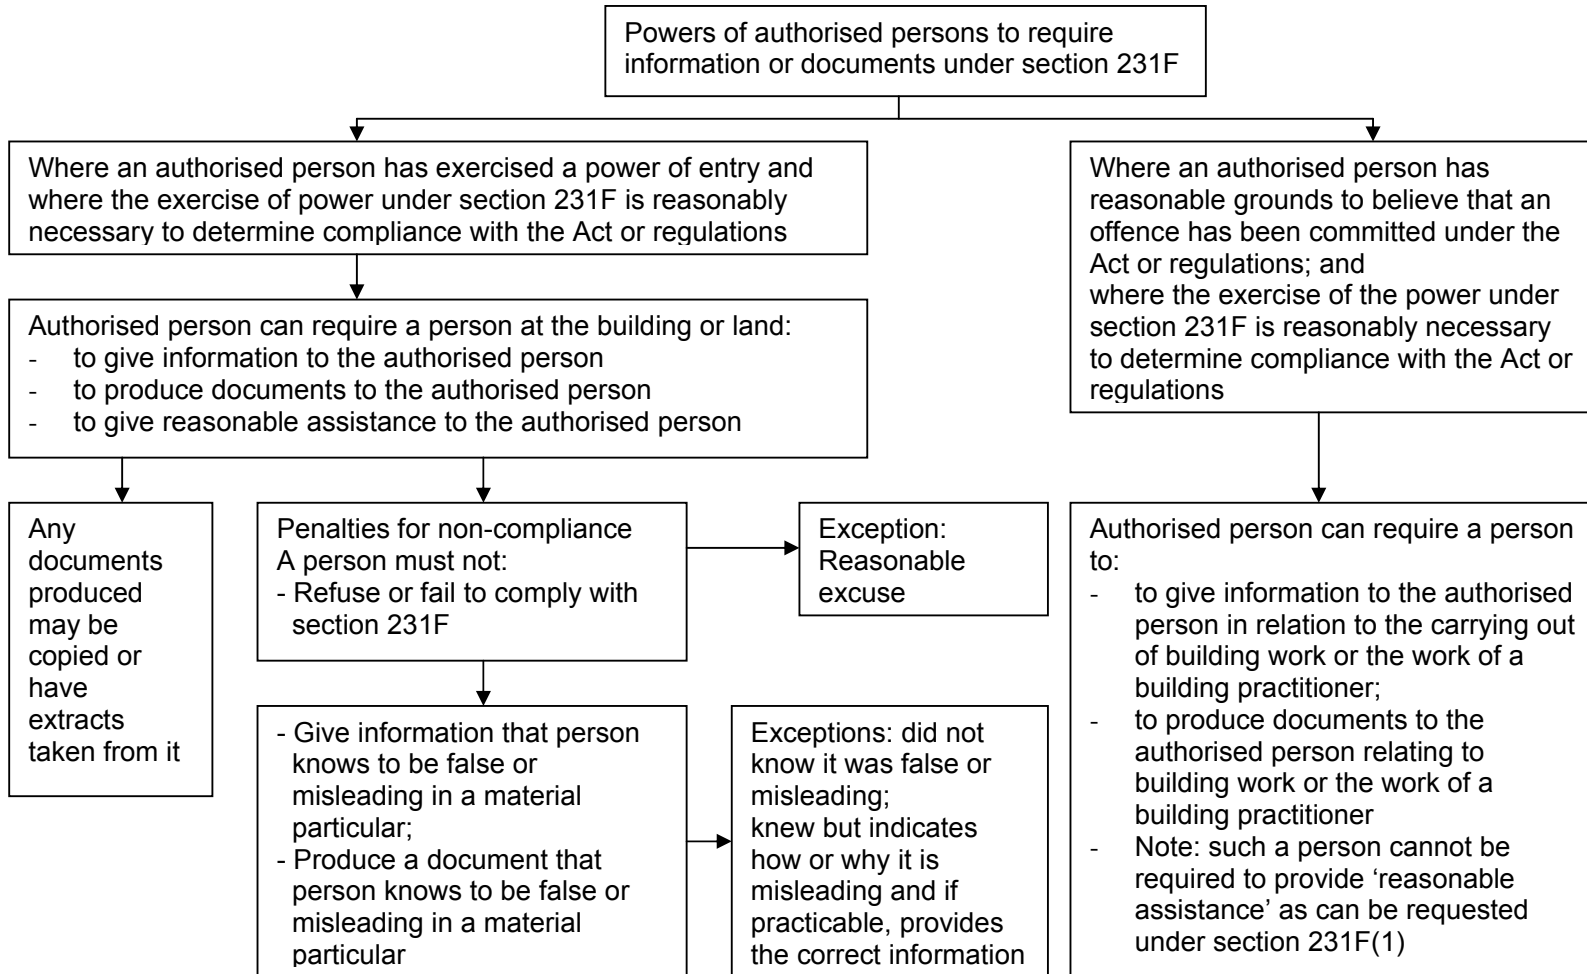 Powers of authorised persons to require
information or documents under section 231F
Where an authorised person has exercised a power of entry and
where the exercise of power under section 231F is reasonably
necessary to determine compliance with the Act or regulations
Where an authorised person has
reasonable grounds to believe that an
offence has been committed under the
Act or regulations; and
where the exercise of the power under
section 231F is reasonably necessary
to determine compliance with the Act or
regulations
Authorised person can require a person at the building or land:
- to give information to the authorised person
- to produce documents to the authorised person
- to give reasonable assistance to the authorised person
Any
documents
produced
may be
copied or
have
extracts
taken from it
Penalties for non-compliance
A person must not:
- Refuse or fail to comply with
section 231F
Exception:
Reasonable
excuse
- Give information that person
knows to be false or
misleading in a material
particular;
- Produce a document that
person knows to be false or
misleading in a material
particular
Exceptions: did not
know it was false or
misleading;
knew but indicates
how or why it is
misleading and if
practicable, provides
the correct information
Authorised person can require a person
to:
- to give information to the authorised
person in relation to the carrying out
of building work or the work of a
building practitioner;
- to produce documents to the
authorised person relating to
building work or the work of a
building practitioner
- Note: such a person cannot be
required to provide ‘reasonable
assistance’ as can be requested
under section 231F(1)